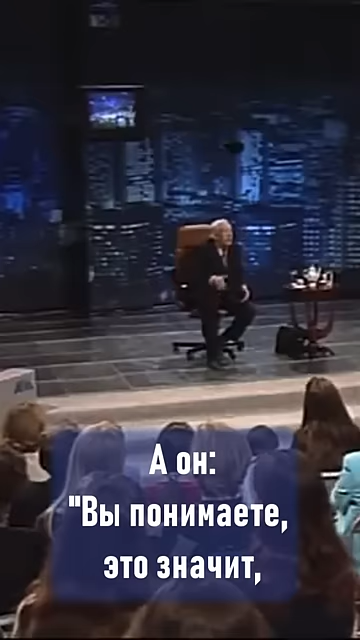 А он:
"Вы понимаете,
это значит,